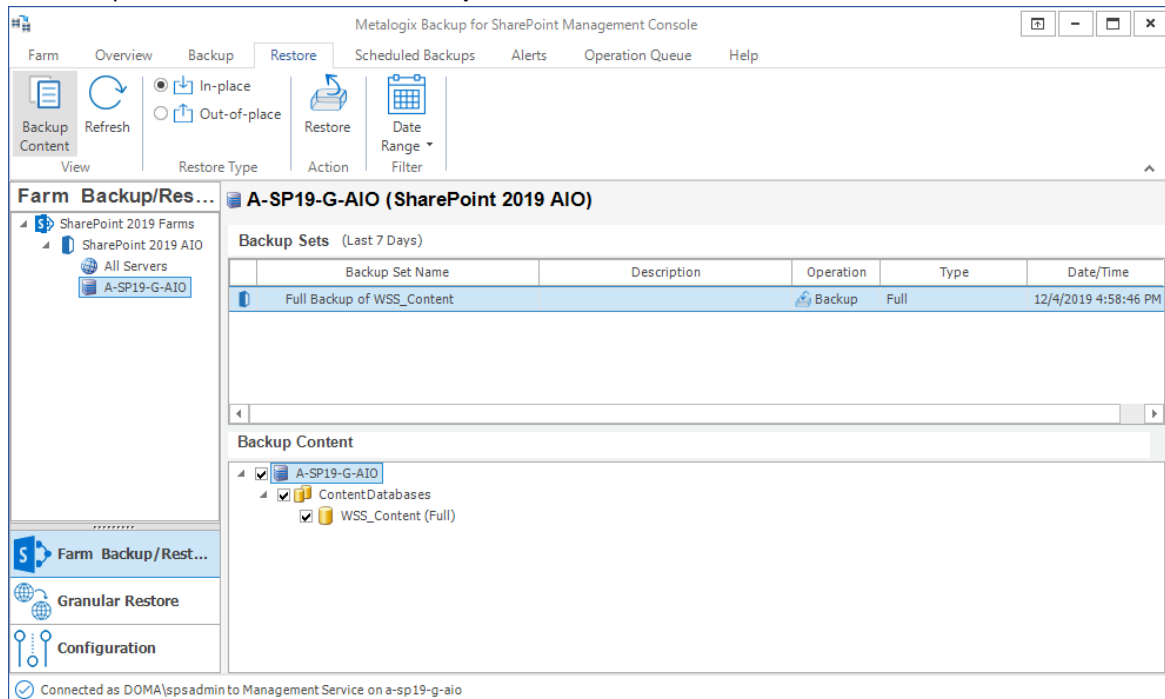 Metalogix Backup for SharePoint Management Console
Farm Overview Backup Restore Scheduled Backups Alerts Operation Queue Help
Backup Content
Refresh
In-place
Out-of-place
Restore
Date Range
View Restore Type Action Filter
Farm Backup/Res...
SharePoint 2019 Farms
SharePoint 2019 AIO
All Servers
A-SP19-G-AIO
A-SP19-G-AIO (SharePoint 2019 AIO)
Backup Sets (Last 7 Days)
Backup Set Name Description Operation Type Date/Time
Full Backup of WSS_Content Backup Full 12/4/2019 4:58:46 PM
Backup Content
A-SP19-G-AIO
ContentDatabases
WSS_Content (Full)
Farm Backup/Rest...
Granular Restore
Configuration
Connected as DOMA\spsadmin to Management Service on a-sp19-g-aio